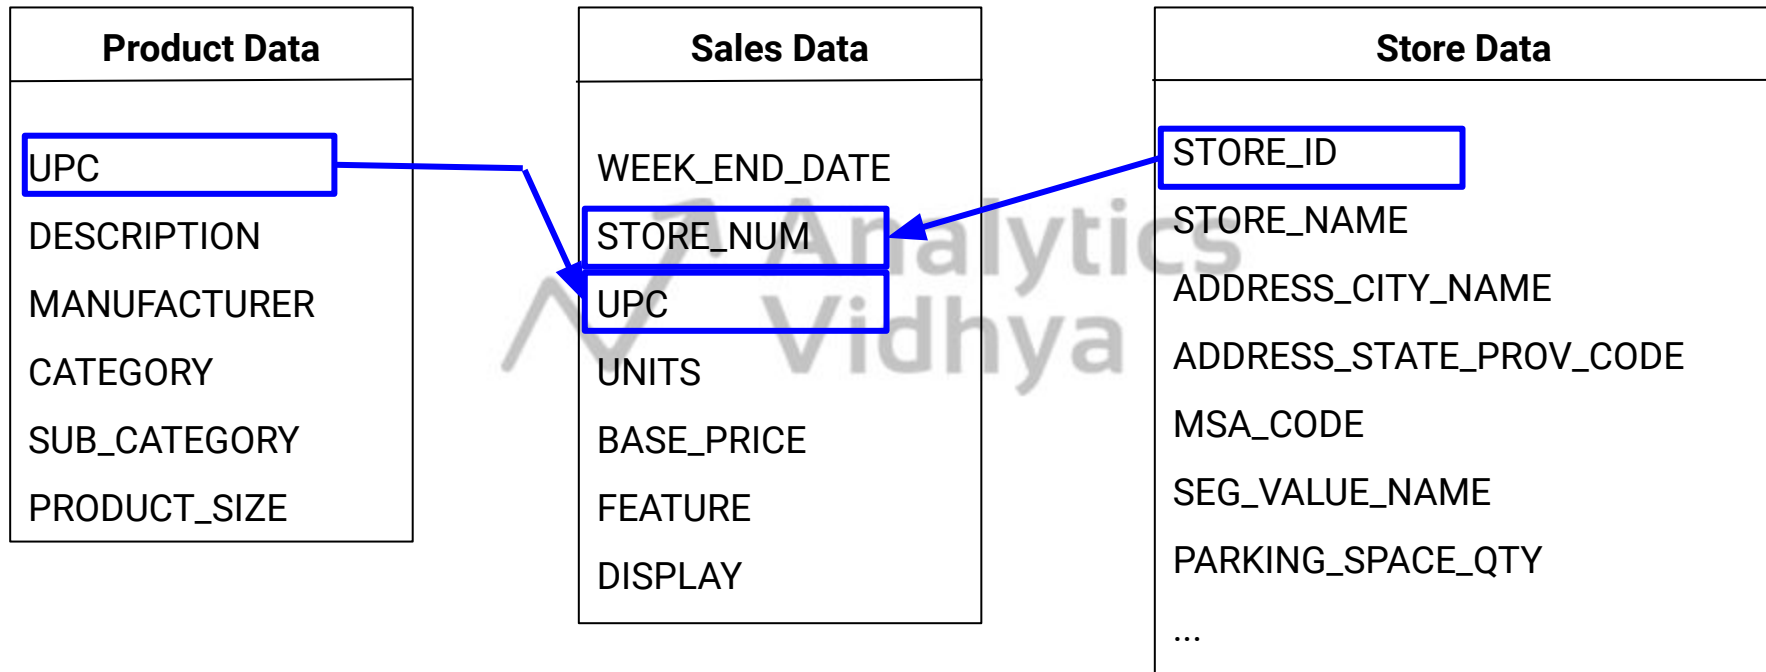 Product Data
UPC
DESCRIPTION
MANUFACTURER
CATEGORY
SUB_CATEGORY
PRODUCT_SIZE
Sales Data
WEEK_END_DATE
STORE_NUM
UPC
UNITS
BASE_PRICE
FEATURE
DISPLAY
Store Data
STORE_ID
STORE_NAME
ADDRESS_CITY_NAME
ADDRESS_STATE_PROV_CODE
MSA_CODE
SEG_VALUE_NAME
PARKING_SPACE_QTY
...
Analytics
Vidhya